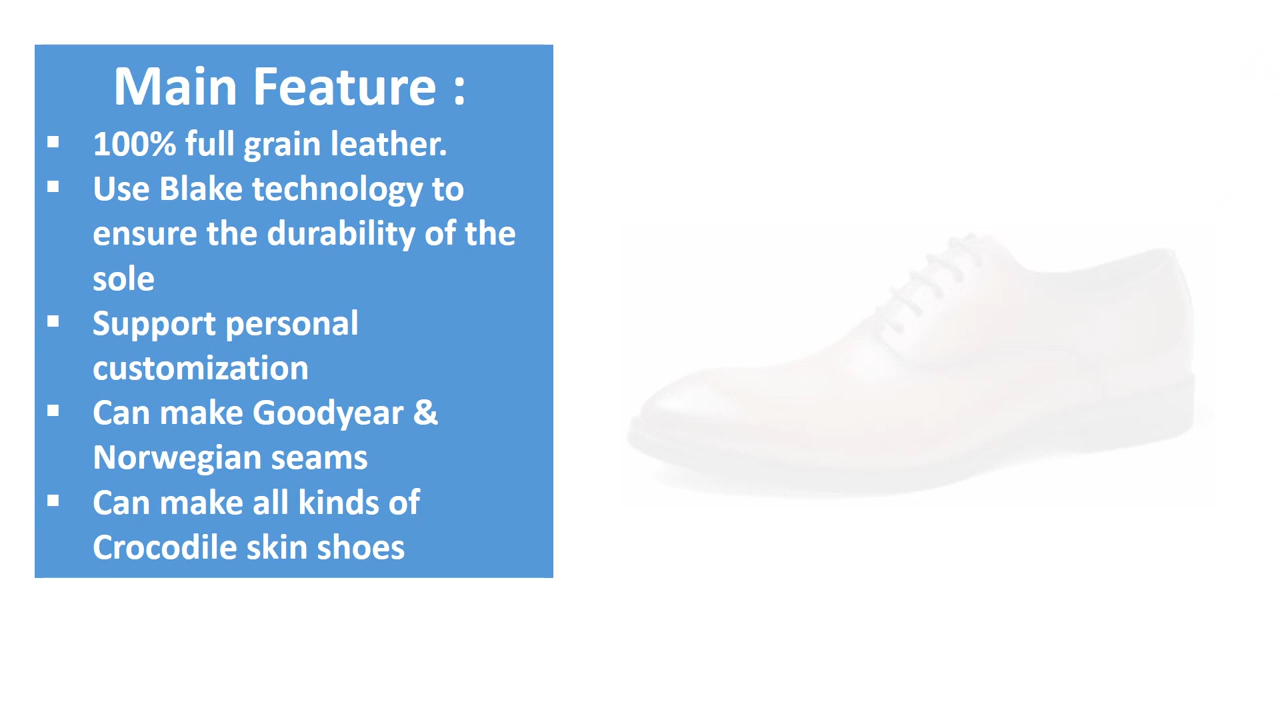 Main Feature :
▪ 100% full grain leather.
▪ Use Blake technology to
ensure the durability of the
sole
▪ Support personal
customization
▪ Can make Goodyear &
Norwegian seams
▪ Can make all kinds of
Crocodile skin shoes